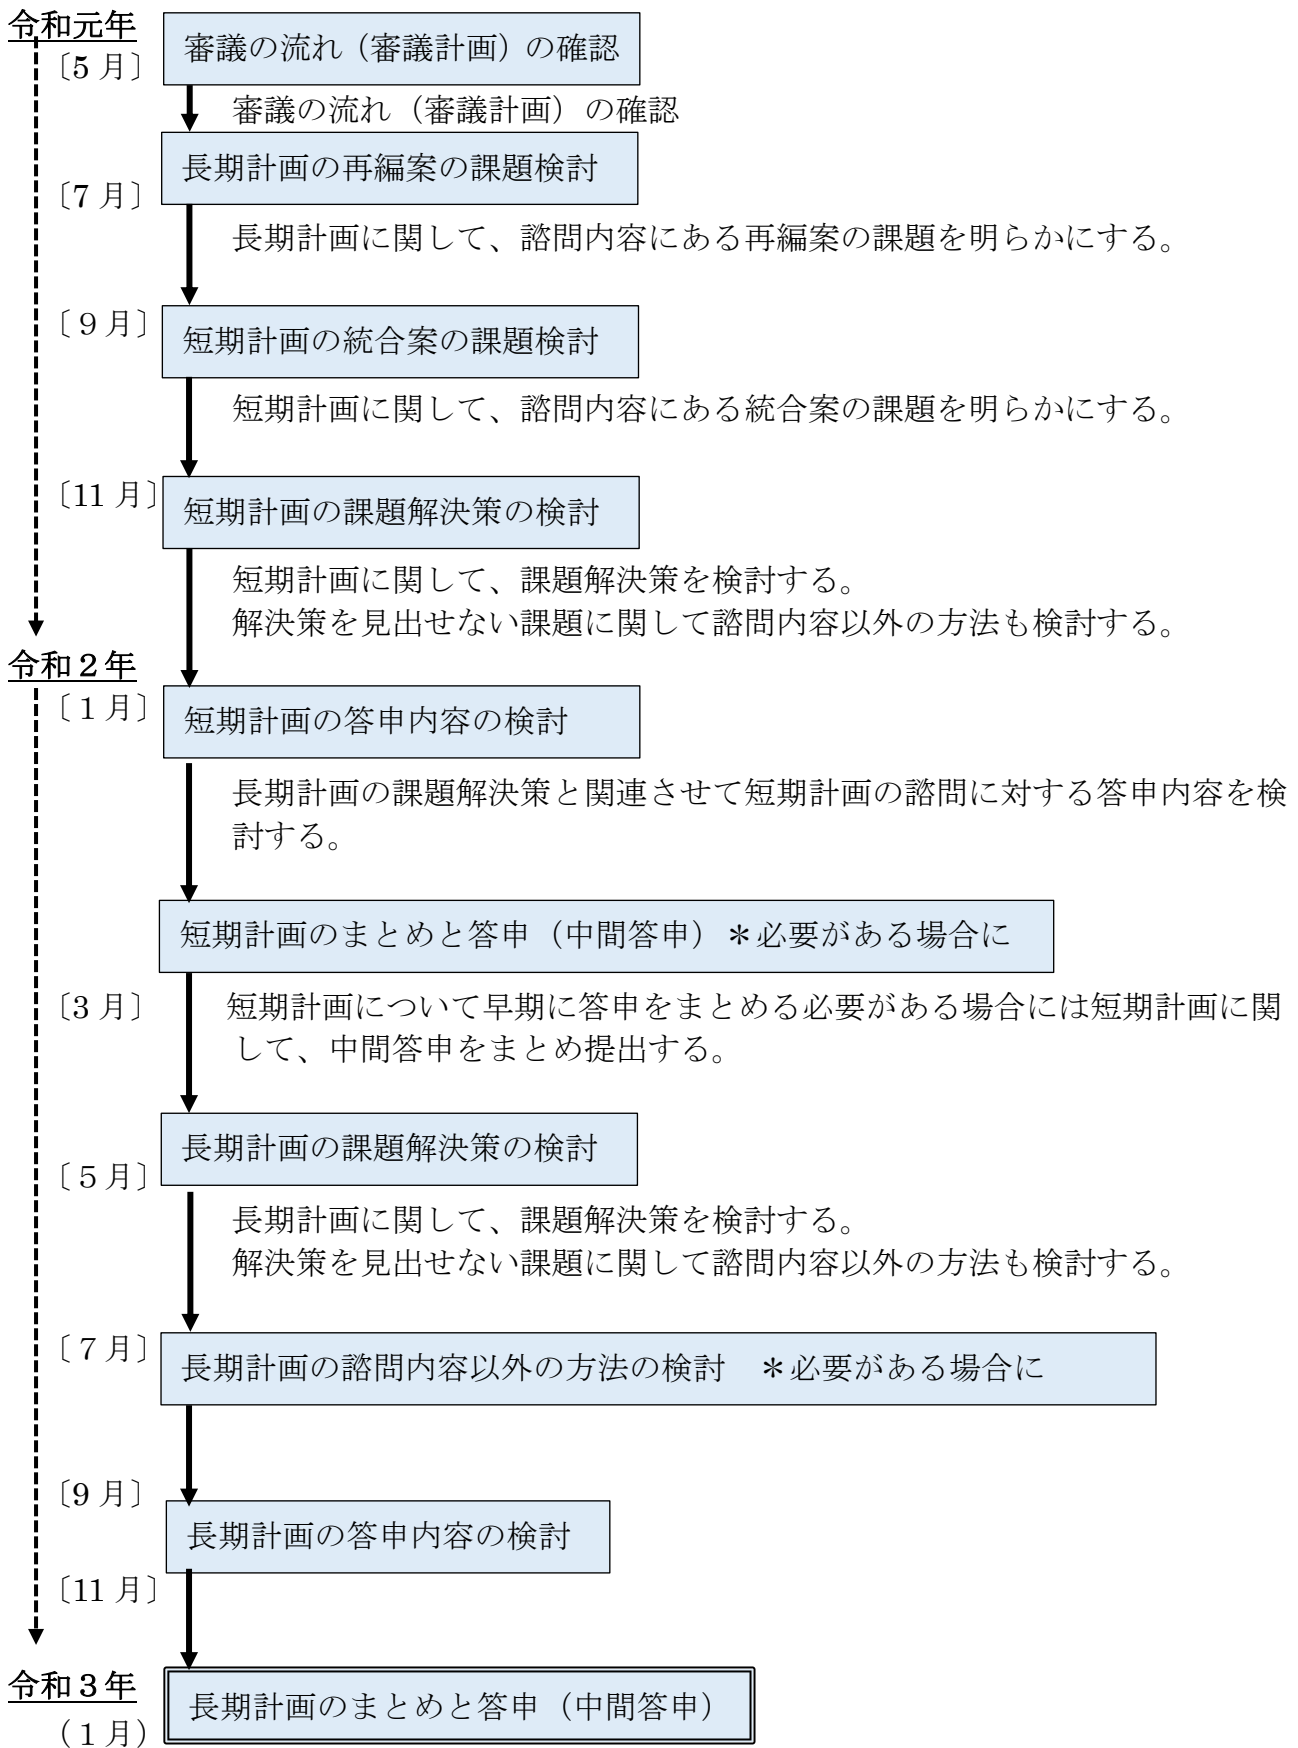 令和元年
審議の流れ（審議計画）の確認
〔5 月〕
審議の流れ（審議計画）の確認
長期計画の再編案の課題検討
〔7 月〕
長期計画に関して、諮問内容にある再編案の課題を明らかにする。
〔９月〕
短期計画の統合案の課題検討
短期計画に関して、諮問内容にある統合案の課題を明らかにする。
〔11 月〕
短期計画の課題解決策の検討
短期計画に関して、課題解決策を検討する。
解決策を見出せない課題に関して諮問内容以外の方法も検討する。
令和２年
〔１月〕
短期計画の答申内容の検討
長期計画の課題解決策と関連させて短期計画の諮問に対する答申内容を検
討する。
短期計画のまとめと答申（中間答申）＊必要がある場合に
〔3 月〕
短期計画について早期に答申をまとめる必要がある場合には短期計画に関
して、中間答申をまとめ提出する。
長期計画の課題解決策の検討
〔５月〕
長期計画に関して、課題解決策を検討する。
解決策を見出せない課題に関して諮問内容以外の方法も検討する。
〔７月〕
長期計画の諮問内容以外の方法の検討　＊必要がある場合に
〔9 月〕
長期計画の答申内容の検討
〔11 月〕
令和３年
長期計画のまとめと答申（中間答申）
（１月）